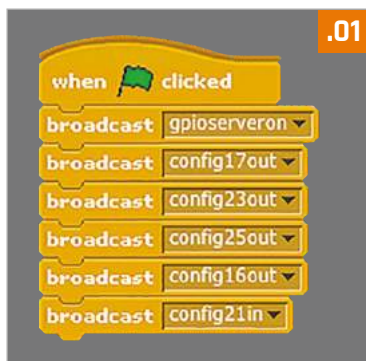 .01
when clicked
broadcast gpioserveron
broadcast config17out
broadcast config23out
broadcast config25out
broadcast config16out
broadcast config21in